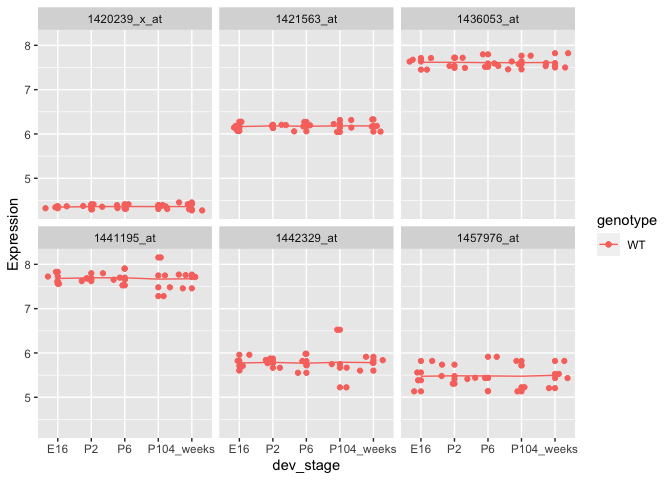 1420239_x_at 1421563_at 1436053_at
8
7
6
5
1441195_at 1442329_at 1457976_at
8
7
6
5
E16 P2 P6 P104_weeks E16 P2 P6 P104_weeks E16 P2 P6 P104_weeks
dev_stage
Expression
genotype
WT